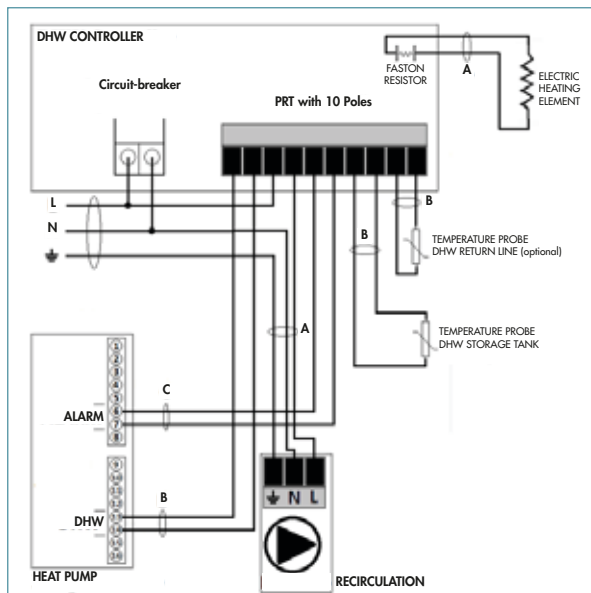 DHW CONTROLLER
Circuit-breaker
PRT with 10 Poles
FASTON
RESISTOR
A
ELECTRIC
HEATING
ELEMENT
L
N
B
B
TEMPERATURE PROBE
DHW RETURN LINE (optional)
A
TEMPERATURE PROBE
DHW STORAGE TANK
1
2
3
4
5
6
7
8
ALARM
C
9
10
11
12
13
14
15
16
DHW
B
N L
HEAT PUMP
RECIRCULATION